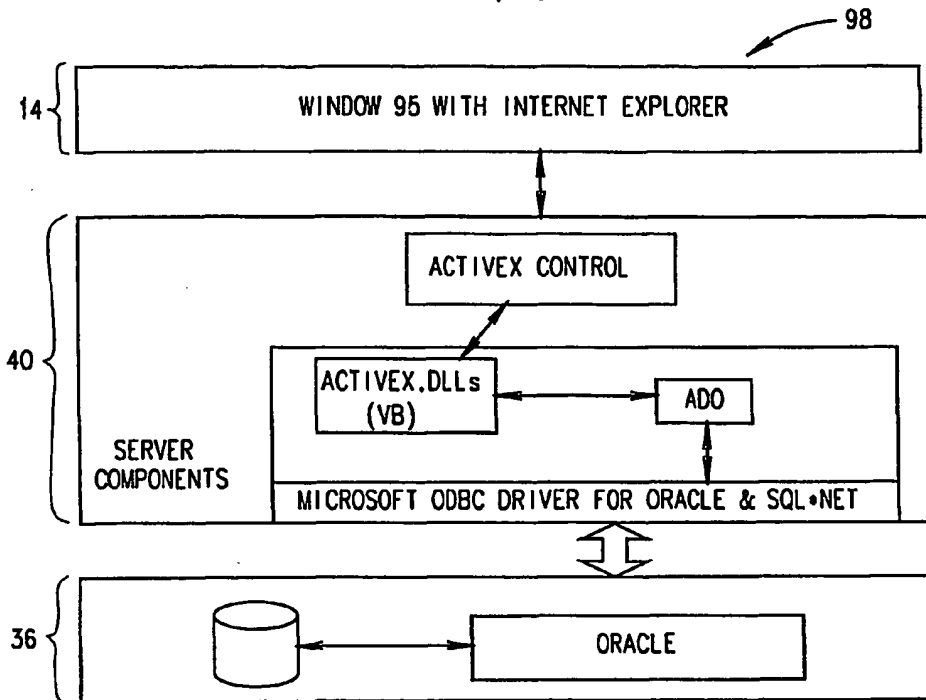 98
14
WINDOW 95 WITH INTERNET EXPLORER
40
ACTIVEX CONTROL
ACTIVEX.DLLs
(VB)
ADO
SERVER
COMPONENTS
MICROSOFT ODBC DRIVER FOR ORACLE & SQL*NET
36
ORACLE